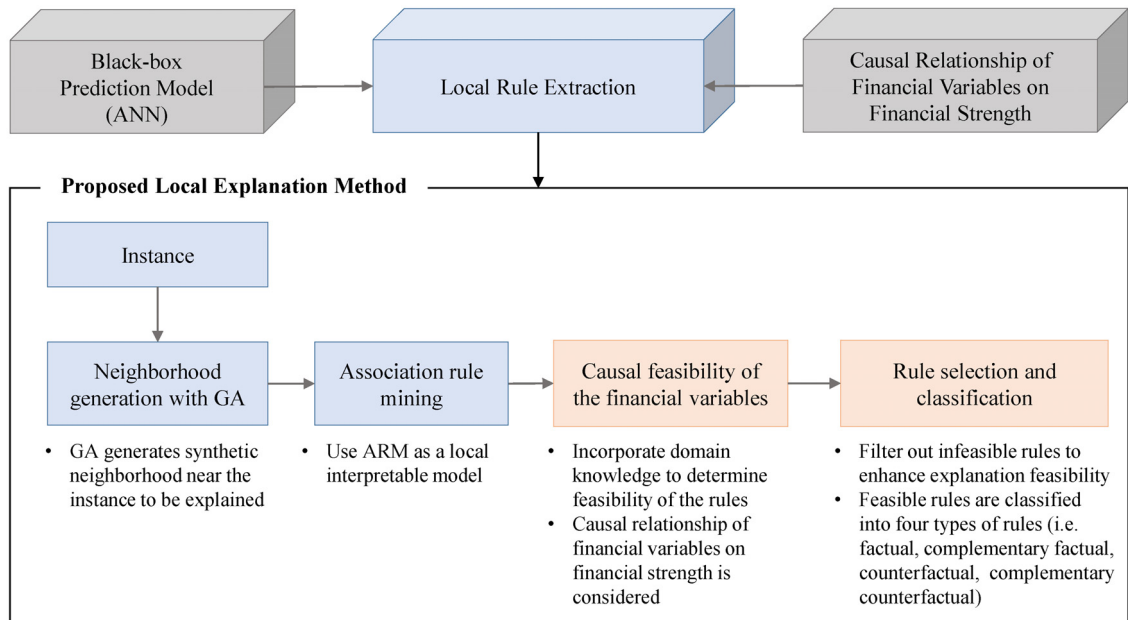 Black-box
Prediction Model
(ANN)
Local Rule Extraction
Causal Relationship of
Financial Variables on
Financial Strength
Proposed Local Explanation Method
Instance
Neighborhood
generation with GA
Association rule
mining
Causal feasibility of
the financial variables
Rule selection and
classification
• GA generates synthetic
neighborhood near the
instance to be explained
• Use ARM as a local
interpretable model
• Incorporate domain
knowledge to determine
feasibility of the rules
• Causal relationship of
financial variables on
financial strength is
considered
• Filter out infeasible rules to
enhance explanation feasibility
• Feasible rules are classified
into four types of rules (i.e.
factual, complementary factual,
counterfactual, complementary
counterfactual)